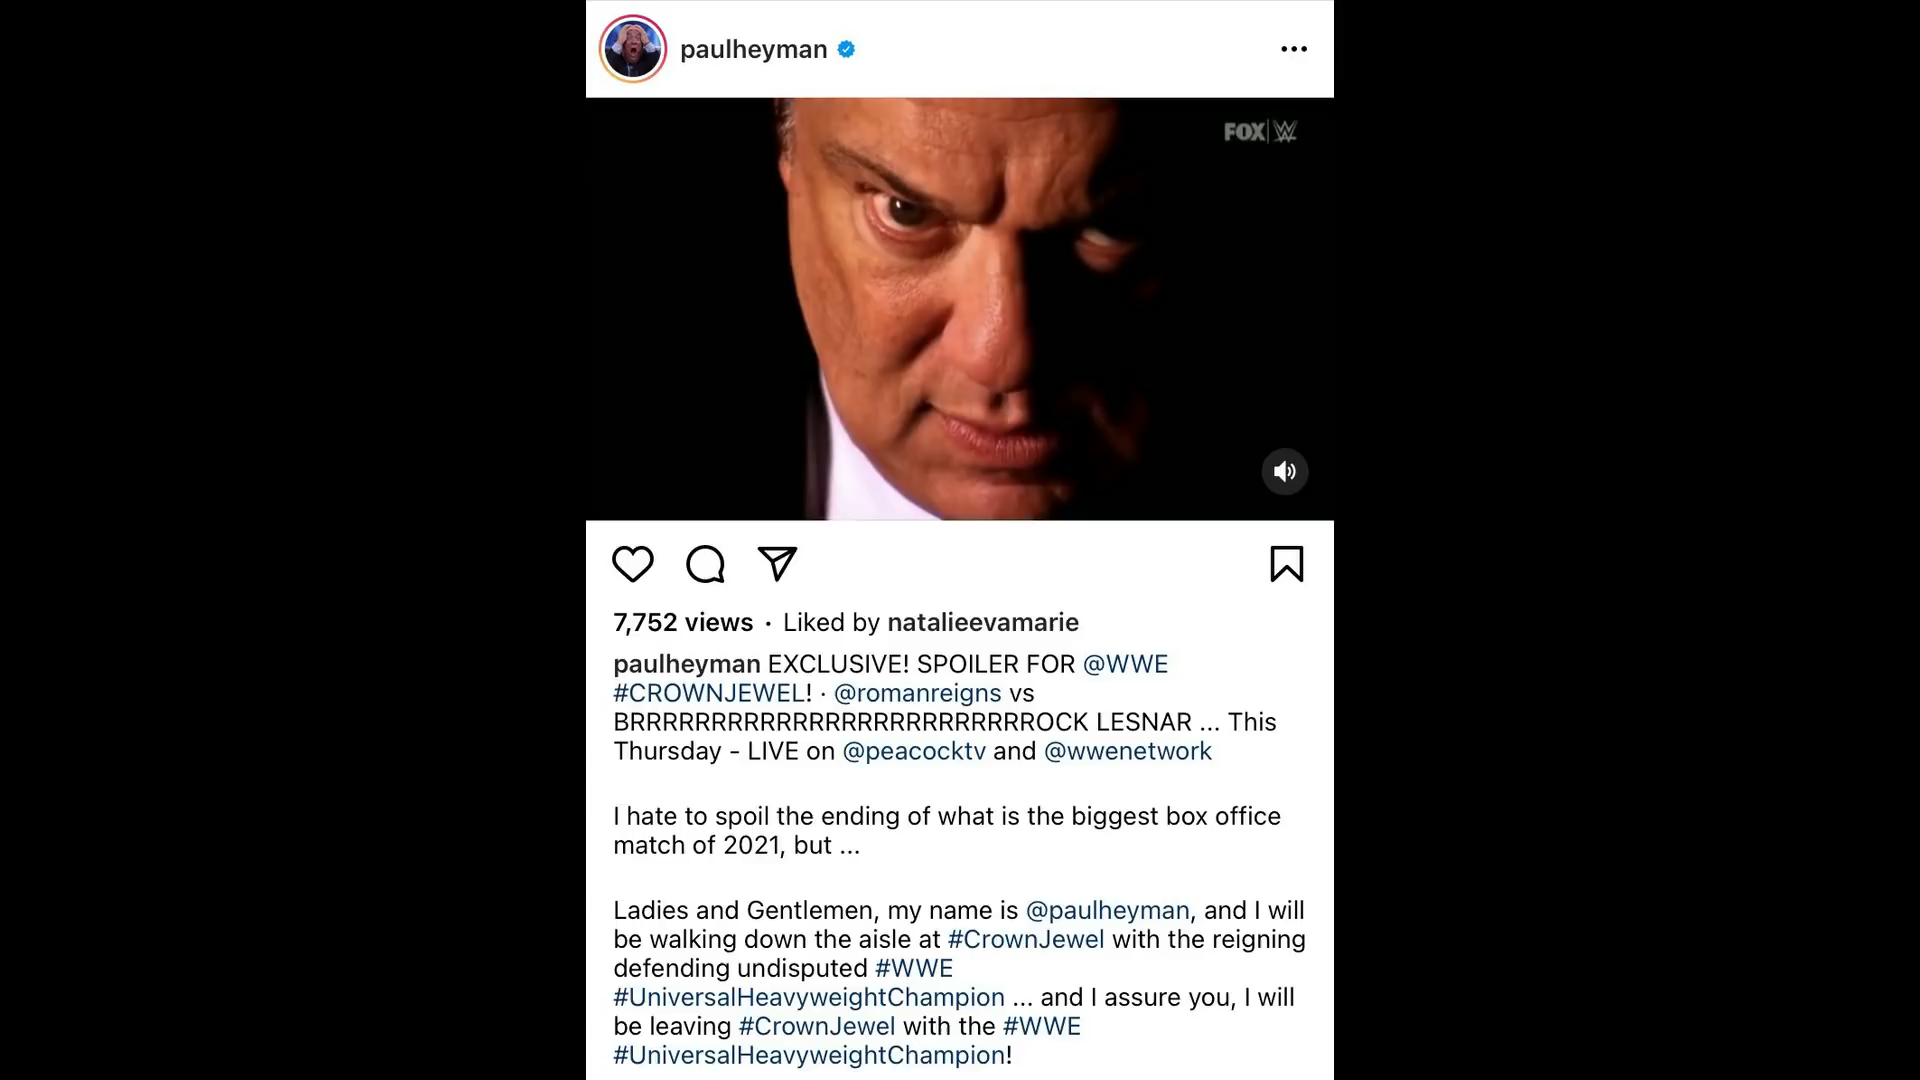 paulheyman
FOX W
7,752 views · Liked by natalieevamarie
paulheyman EXCLUSIVE! SPOILER FOR @WWE
#CROWNJEWEL! · @romanreigns vs
BRRRRRRRRRRRRRRRRRRRRRRRRROCK LESNAR ... This
Thursday - LIVE on @peacocktv and @wwenetwork
I hate to spoil the ending of what is the biggest box office
match of 2021, but ...
Ladies and Gentlemen, my name is @paulheyman, and I will
be walking down the aisle at #CrownJewel with the reigning
defending undisputed #WWE
#UniversalHeavyweightChampion ... and I assure you, I will
be leaving #CrownJewel with the #WWE
#UniversalHeavyweightChampion!